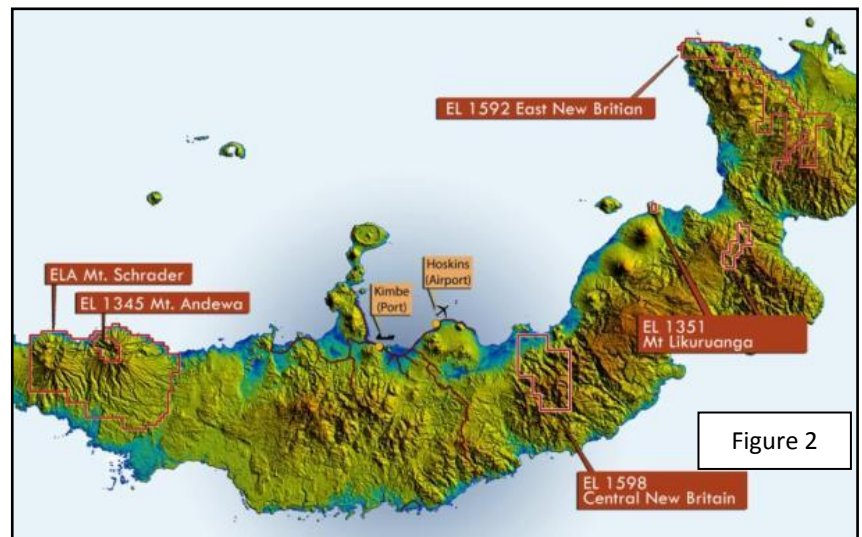 EL 1592 East New Britian
ELA Mt. Schrader
EL 1345 Mt. Andewa
Kimbe
(Port)
Hoskins
(Airport)
EL 1351
Mt Likuruanga
Figure 2
EL 1598
Central New Britain